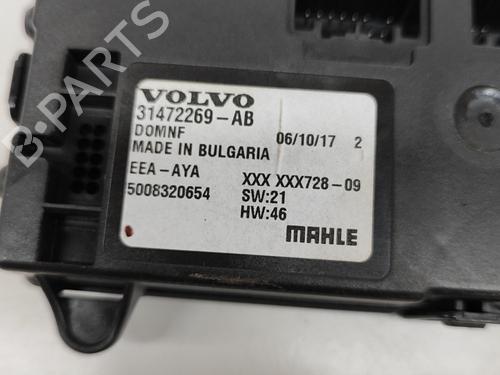 VOLVO
31472269-AB
DOMNF 06/10/17 2
MADE IN BULGARIA
EEA-AYA XXX XXX728-09
5008320654 SW:21
HW:46
MAHLE
B-PARTS